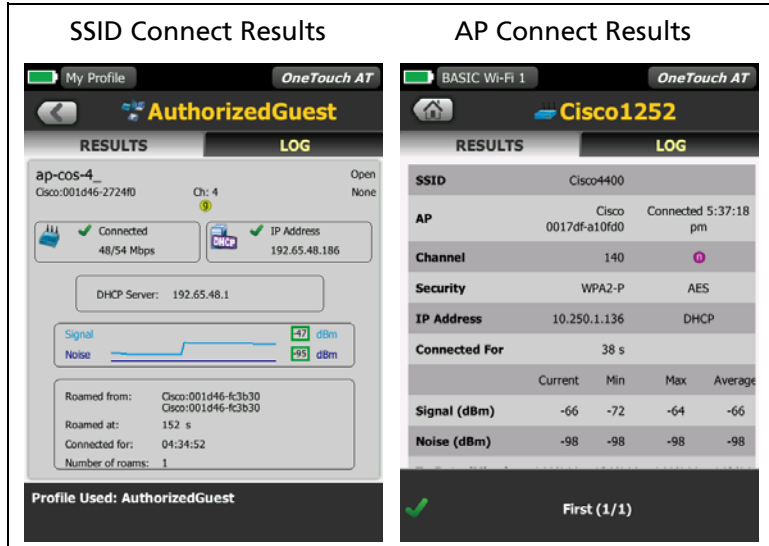 SSID Connect Results
My Profile
OneTouch AT
AuthorizedGuest
RESULTS
LOG
ap-cos-4_
Open
Cisco:001d46-2724f0
Ch: 4
None
g
Connected
48/54 Mbps
DHCP
IP Address
192.65.48.186
DHCP Server: 192.65.48.1
Signal
-47 dBm
Noise
-95 dBm
Roamed from: Cisco:001d46-fc3b30
Cisco:001d46-fc3b30
Roamed at: 152 s
Connected for: 04:34:52
Number of roams: 1
Profile Used: AuthorizedGuest
AP Connect Results
BASIC Wi-Fi 1
OneTouch AT
Cisco1252
RESULTS
LOG
SSID Cisco4400
AP Cisco 0017df-a10fd0 Connected 5:37:18 pm
Channel 140 n
Security WPA2-P AES
IP Address 10.250.1.136 DHCP
Connected For 38 s
Current Min Max Average
Signal (dBm) -66 -72 -64 -66
Noise (dBm) -98 -98 -98 -98
First (1/1)